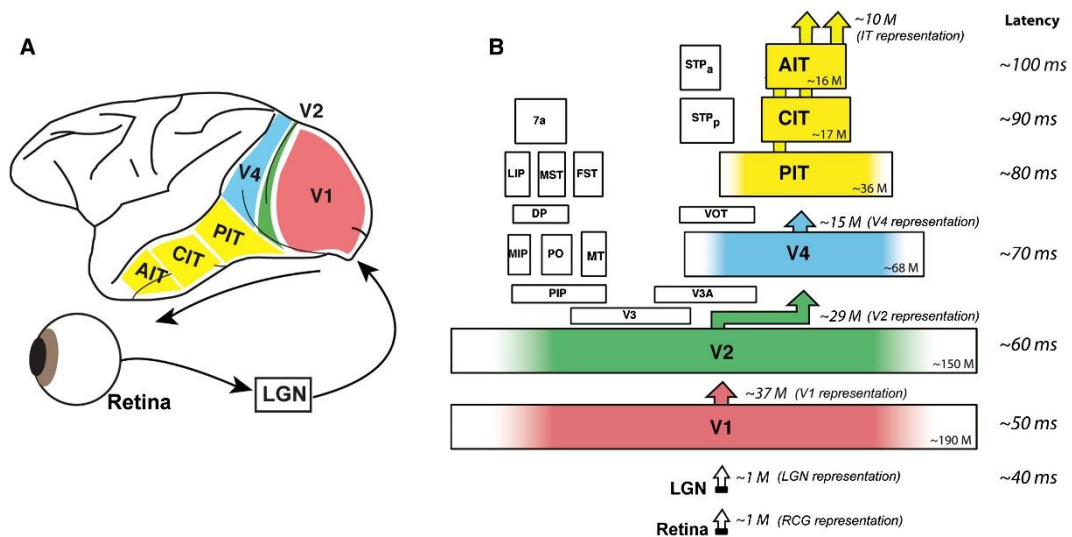 A
V2
V4
V1
PIT
CIT
AIT
Retina
LGN
B
Latency
~10 M
(IT representation)
STPa
AIT
~16 M
~100 ms
7a
STPp
CIT
~17 M
~90 ms
LIP
MST
FST
PIT
~36 M
~80 ms
DP
VOT
~15 M (V4 representation)
MIP
PO
MT
V4
~68 M
~70 ms
PIP
V3A
V3
~29 M (V2 representation)
V2
~150 M
~60 ms
~37 M (V1 representation)
V1
~190 M
~50 ms
LGN
~1 M (LGN representation)
~40 ms
Retina
~1 M (RCG representation)